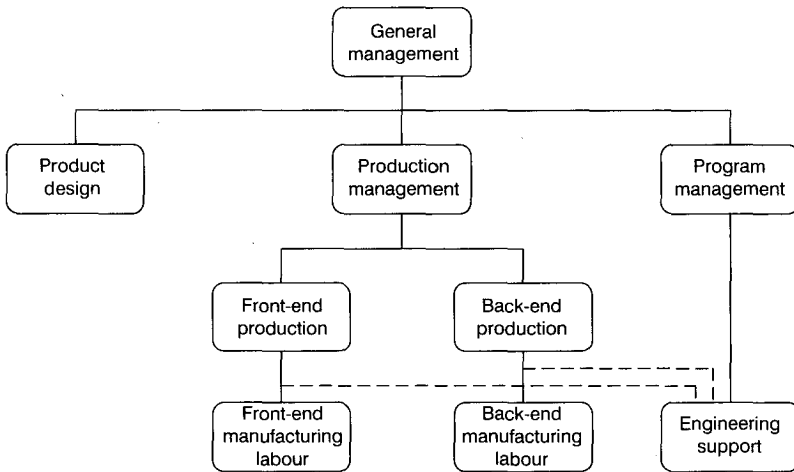 General
management
Product
design
Production
management
Program
management
Front-end
production
Back-end
production
Front-end
manufacturing
labour
Back-end
manufacturing
labour
Engineering
support